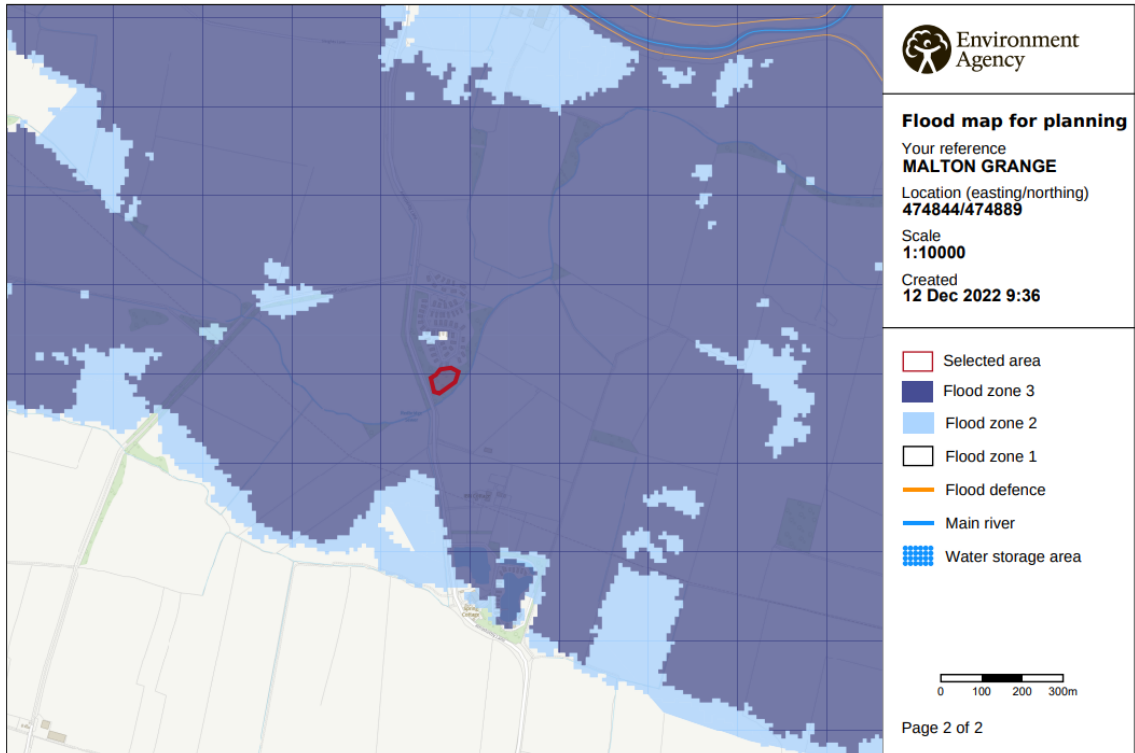 Environment
Agency
Flood map for planning
Your reference
MALTON GRANGE
Location (easting/northing)
474844/474889
Scale
1:10000
Created
12 Dec 2022 9:36
Selected area
Flood zone 3
Flood zone 2
Flood zone 1
Flood defence
Main river
Water storage area
0 100 200 300m
Page 2 of 2
Spring
Cottage